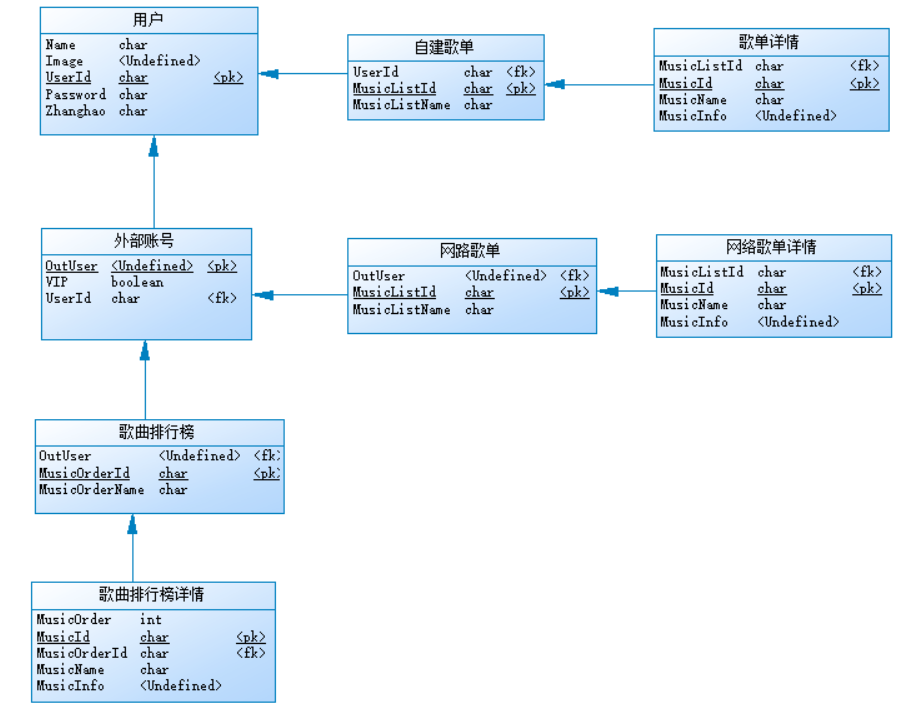 用户
Name char
Image <Undefined>
UserId char <pk>
Password char
Zhanghao char
自建歌单
UserId char <fk>
MusicListId char <pk>
MusicListName char
歌单详情
MusicListId char <fk>
MusicId char <pk>
MusicName char
MusicInfo <Undefined>
外部账号
OutUser <Undefined> <pk>
VIP boolean
UserId char <fk>
网路歌单
OutUser <Undefined> <fk>
MusicListId char <pk>
MusicListName char
网络歌单详情
MusicListId char <fk>
MusicId char <pk>
MusicName char
MusicInfo <Undefined>
歌曲排行榜
OutUser <Undefined> <fk>
MusicOrderId char <pk>
MusicOrderName char
歌曲排行榜详情
MusicOrder int
MusicId char <pk>
MusicOrderId char <fk>
MusicName char
MusicInfo <Undefined>